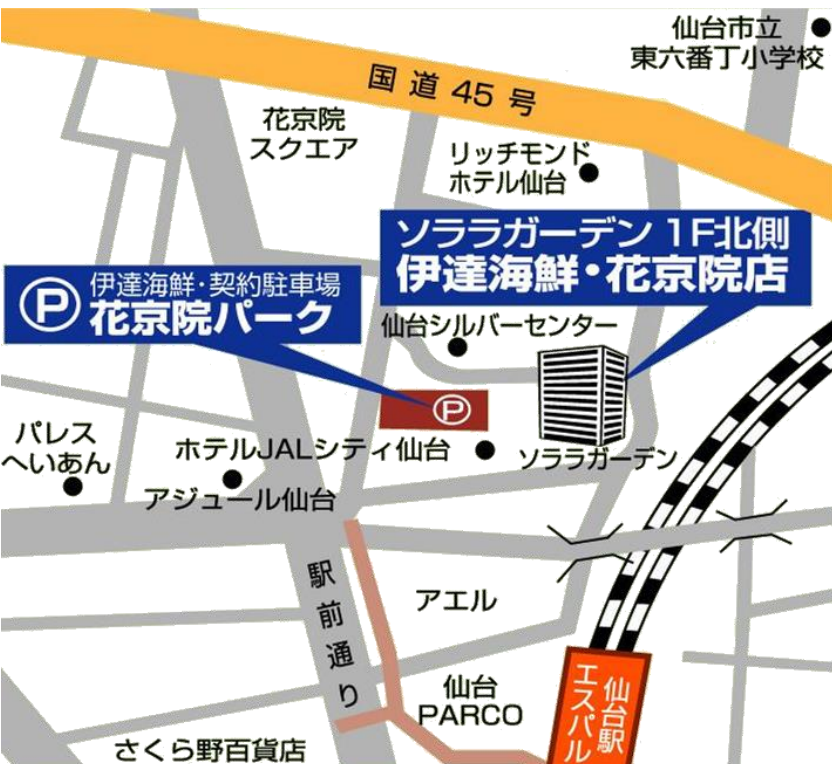 仙台市立
東六番丁小学校
国道45号
花京院
スクエア
リッチモンド
ホテル仙台
ソララガーデン 1F北側
伊達海鮮・花京院店
P
伊達海鮮・契約駐車場
花京院パーク
仙台シルバーセンター
P
パレス
へいあん
ホテルJALシティ仙台
ソララガーデン
アジュール仙台
駅前通り
アエル
仙台
PARCO
仙台駅
エスパル
さくら野百貨店